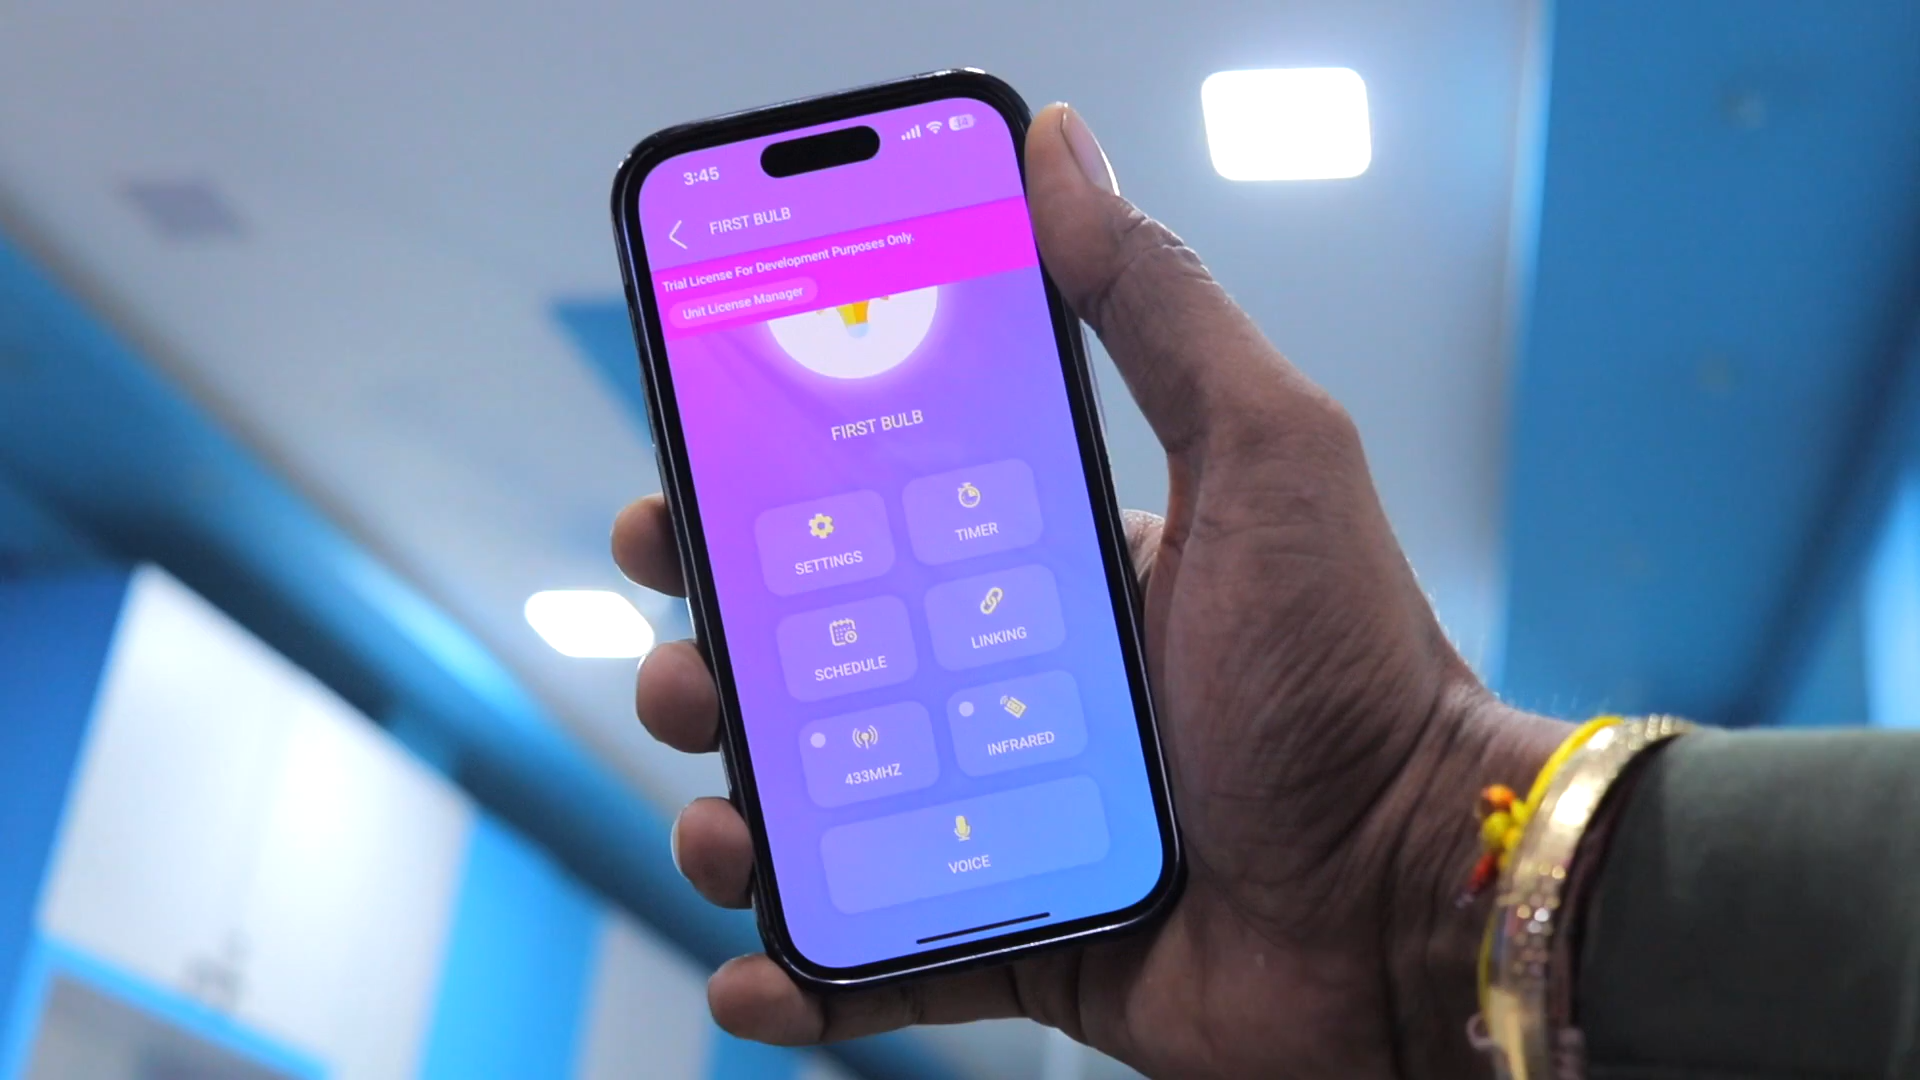 3:45
14
FIRST BULB
Trial License For Development Purposes Only.
Unit License Manager
FIRST BULB
SETTINGS
TIMER
SCHEDULE
LINKING
433MHZ
INFRARED
VOICE